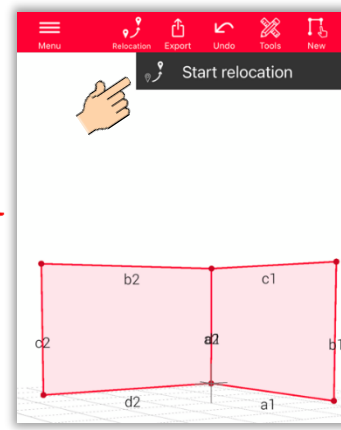 Menu Relocation Export Undo Tools New
Start relocation
b2 c1
c2 b1
d2 a1